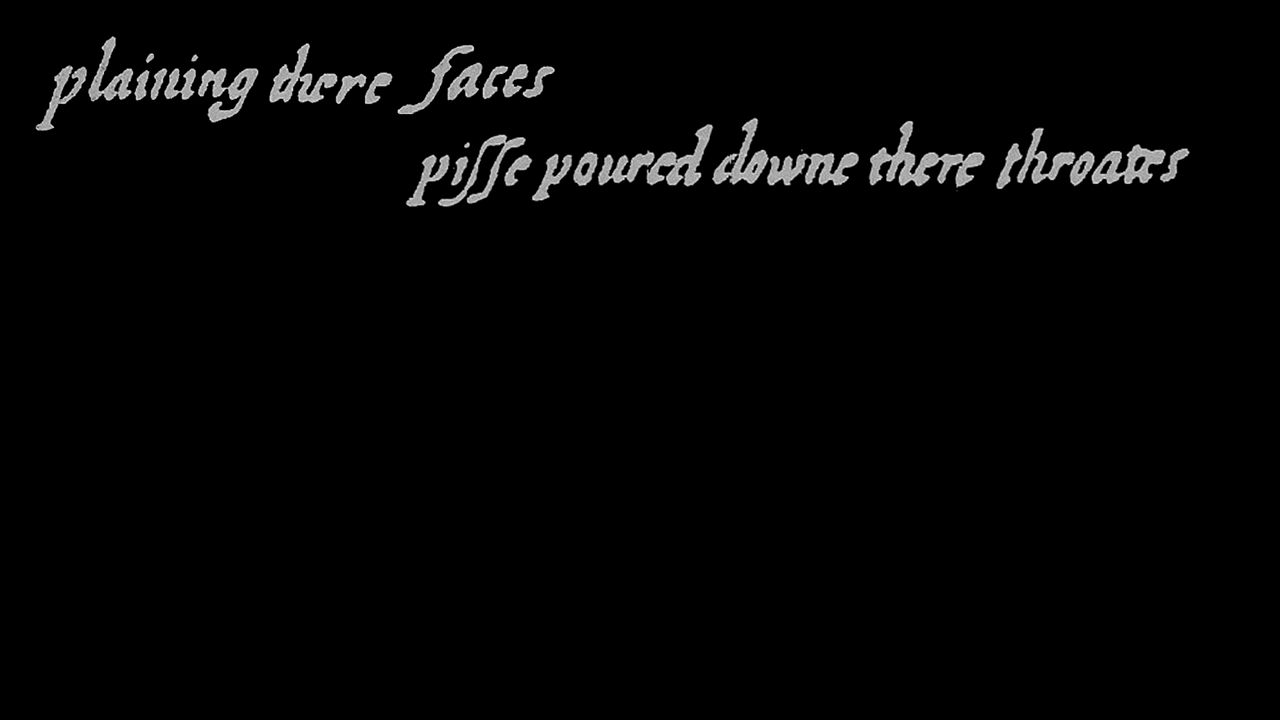 plaining there faces
piſſe poured downe there throates